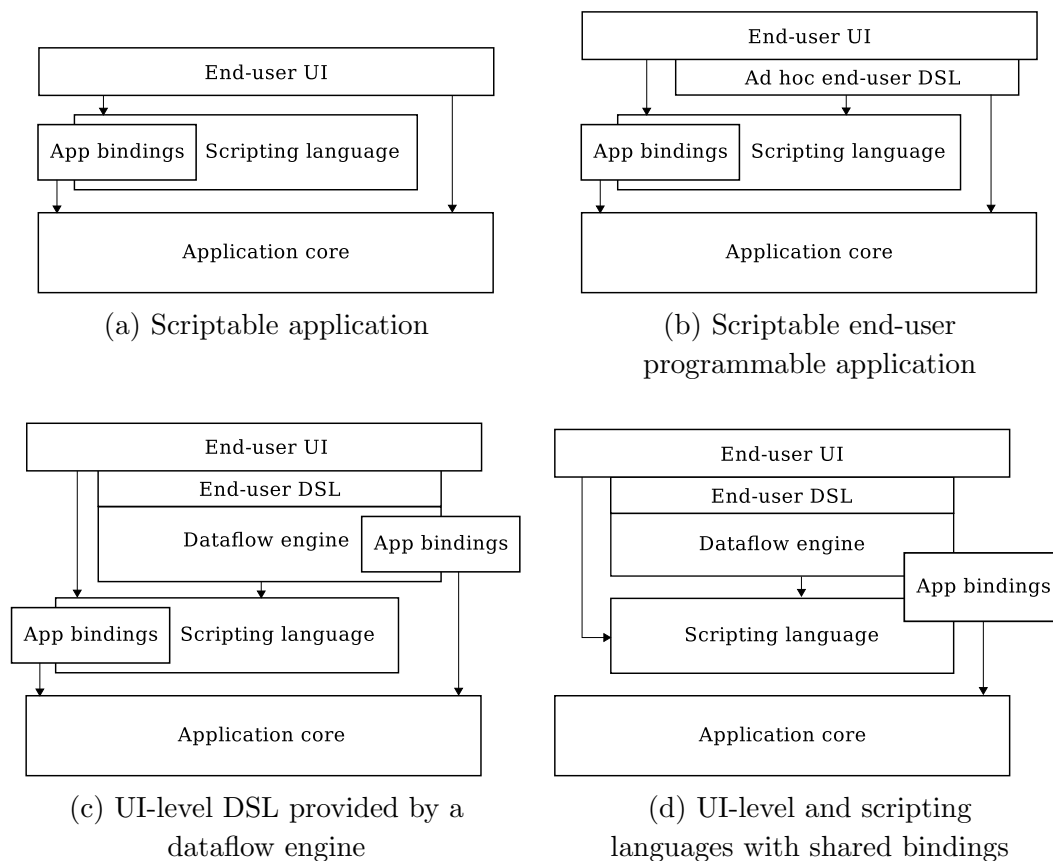 End-user UI
App bindings
Scripting language
Application core
(a) Scriptable application
End-user UI
Ad hoc end-user DSL
App bindings
Scripting language
Application core
(b) Scriptable end-user
programmable application
End-user UI
End-user DSL
Dataflow engine
App bindings
App bindings
Scripting language
Application core
(c) UI-level DSL provided by a
dataflow engine
End-user UI
End-user DSL
Dataflow engine
App bindings
Scripting language
Application core
(d) UI-level and scripting
languages with shared bindings